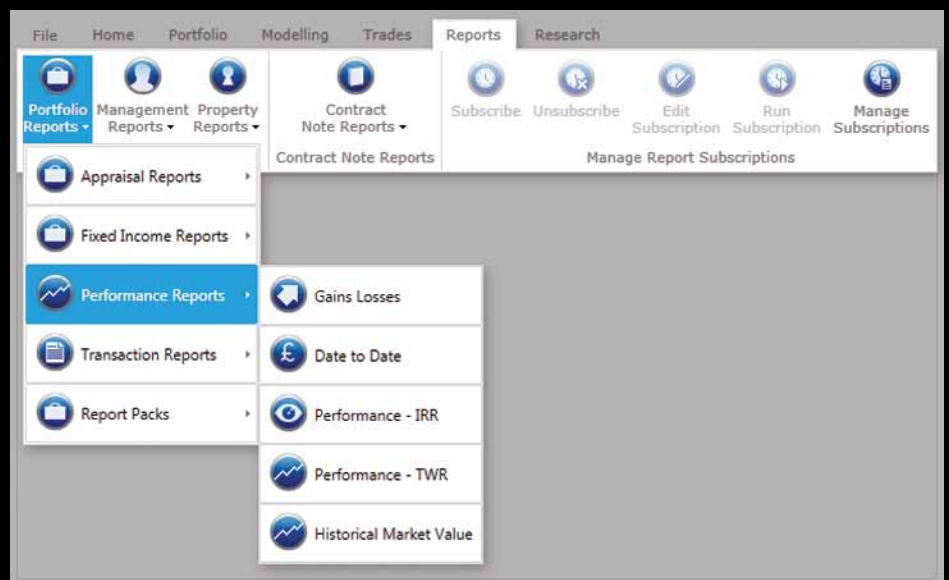 File Home Portfolio Modelling Trades Reports Research
Portfolio Management Property Contract Subscribe Unsubscribe Edit Run Manage
Reports Reports Reports Note Reports Subscription Subscription Subscriptions
Contract Note Reports Manage Report Subscriptions
Appraisal Reports
Fixed Income Reports
Performance Reports Gains Losses
Transaction Reports Date to Date
Report Packs Performance - IRR
Performance - TWR
Historical Market Value